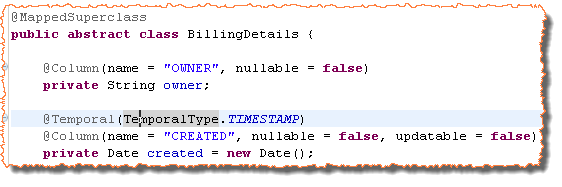 @MappedSuperclass
public abstract class BillingDetails {
@Column(name = "OWNER", nullable = false)
private String owner;
@Temporal(TemporalType.TIMESTAMP)
@Column(name = "CREATED", nullable = false, updatable = false)
private Date created = new Date();